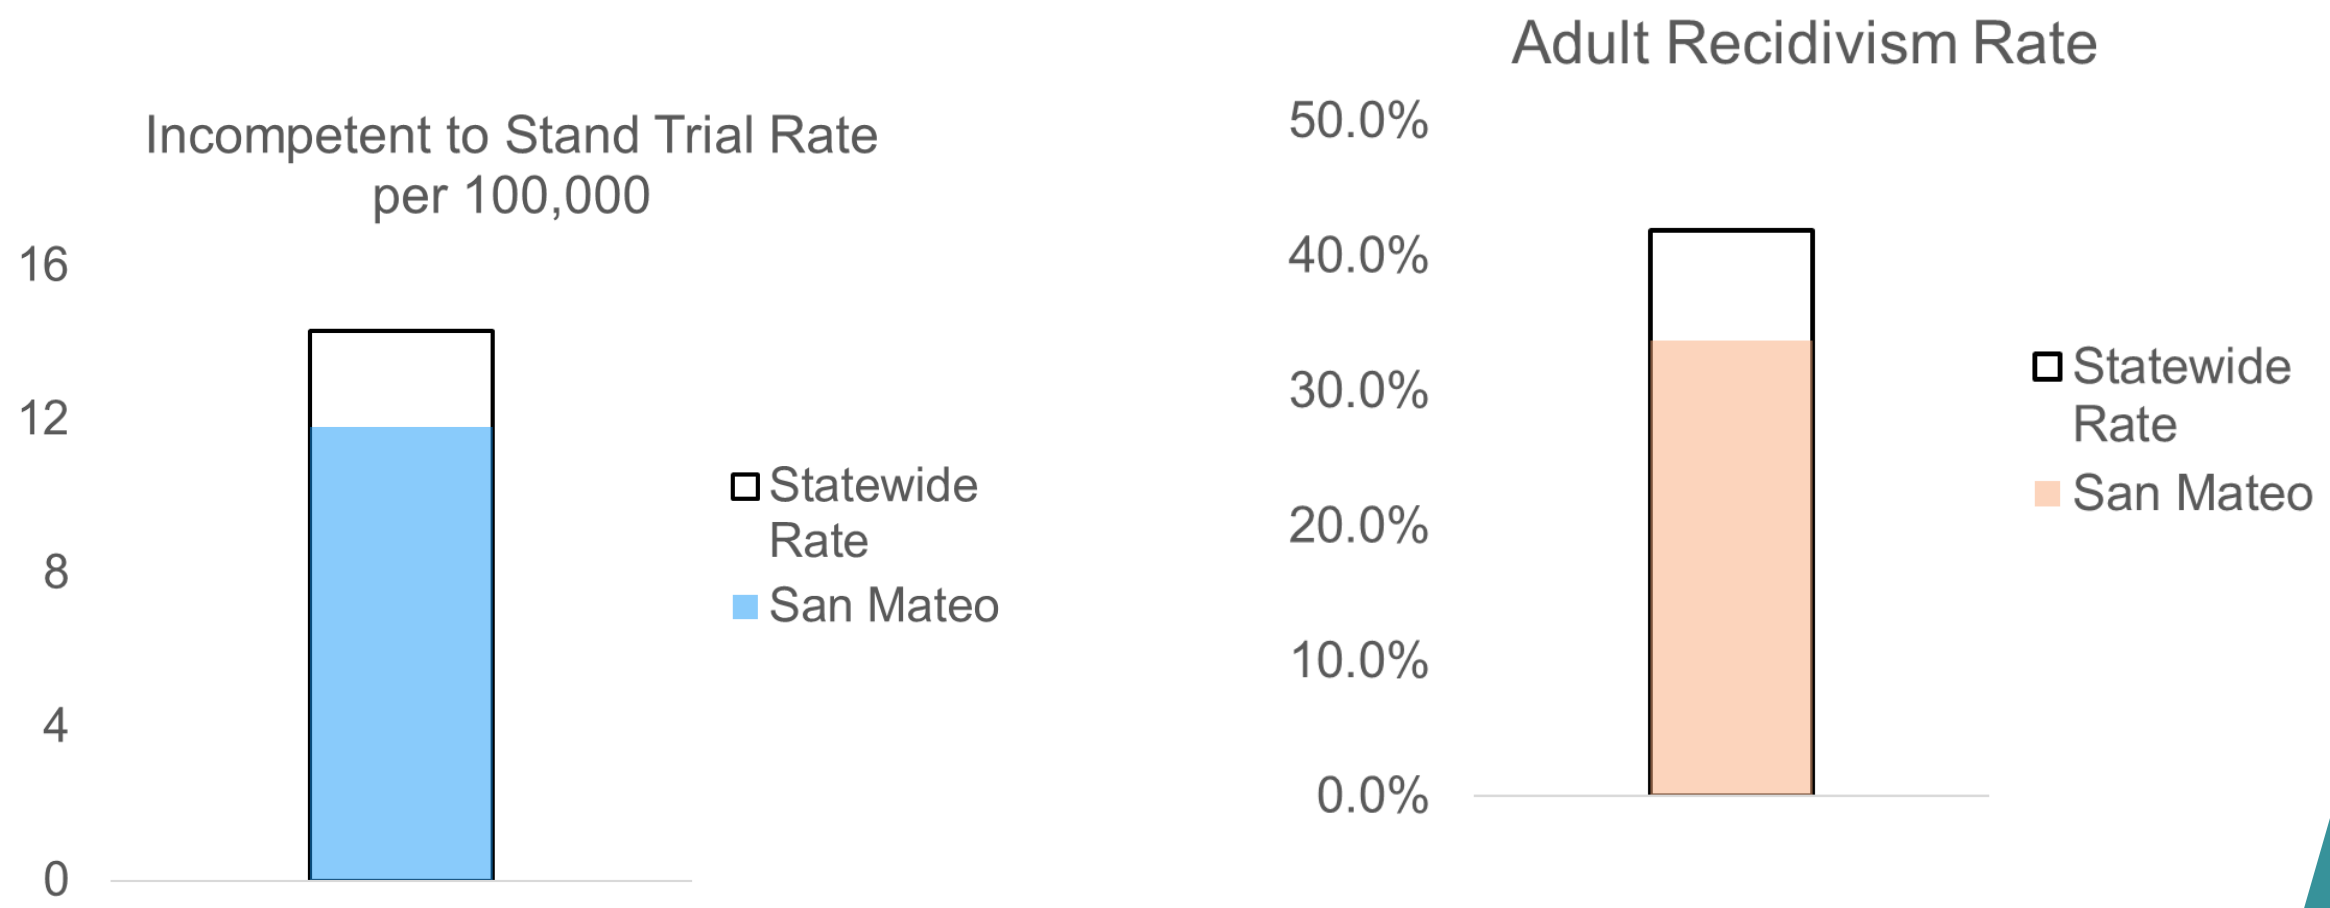 Incompetent to Stand Trial Rate
per 100,000
16
12
8
4
0
Statewide
Rate
San Mateo
Adult Recidivism Rate
50.0%
40.0%
30.0%
20.0%
10.0%
0.0%
Statewide
Rate
San Mateo